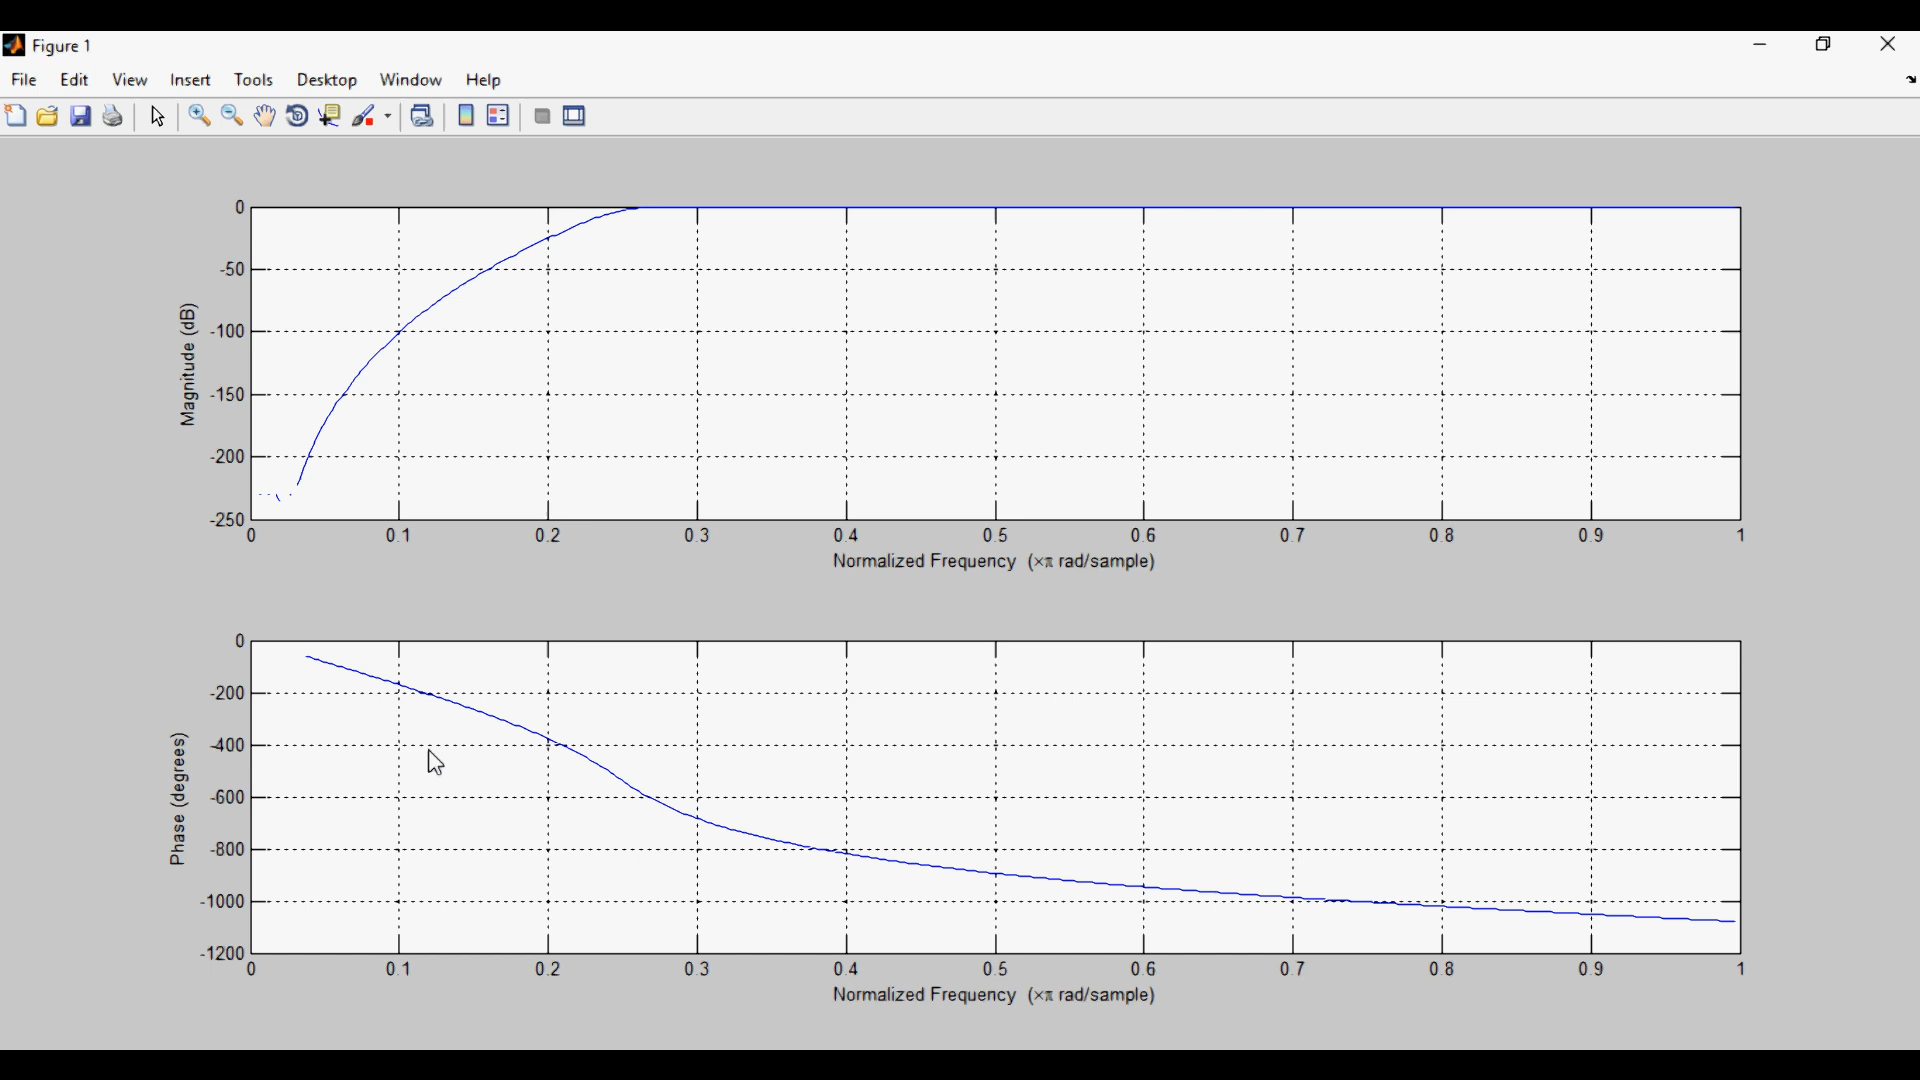 Figure 1
File Edit View Insert Tools Desktop Window Help
0
-50
-100
-150
-200
-250
Magnitude (dB)
0 0.1 0.2 0.3 0.4 0.5 0.6 0.7 0.8 0.9 1
Normalized Frequency (×π rad/sample)
0
-200
-400
-600
-800
-1000
-1200
Phase (degrees)
0 0.1 0.2 0.3 0.4 0.5 0.6 0.7 0.8 0.9 1
Normalized Frequency (×π rad/sample)